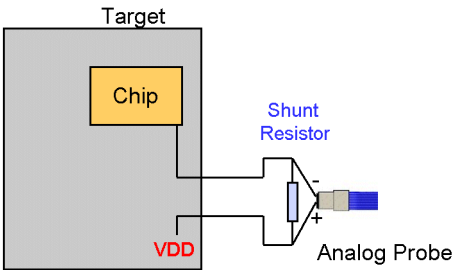 Target
Chip
Shunt
Resistor
-
+
VDD
Analog Probe